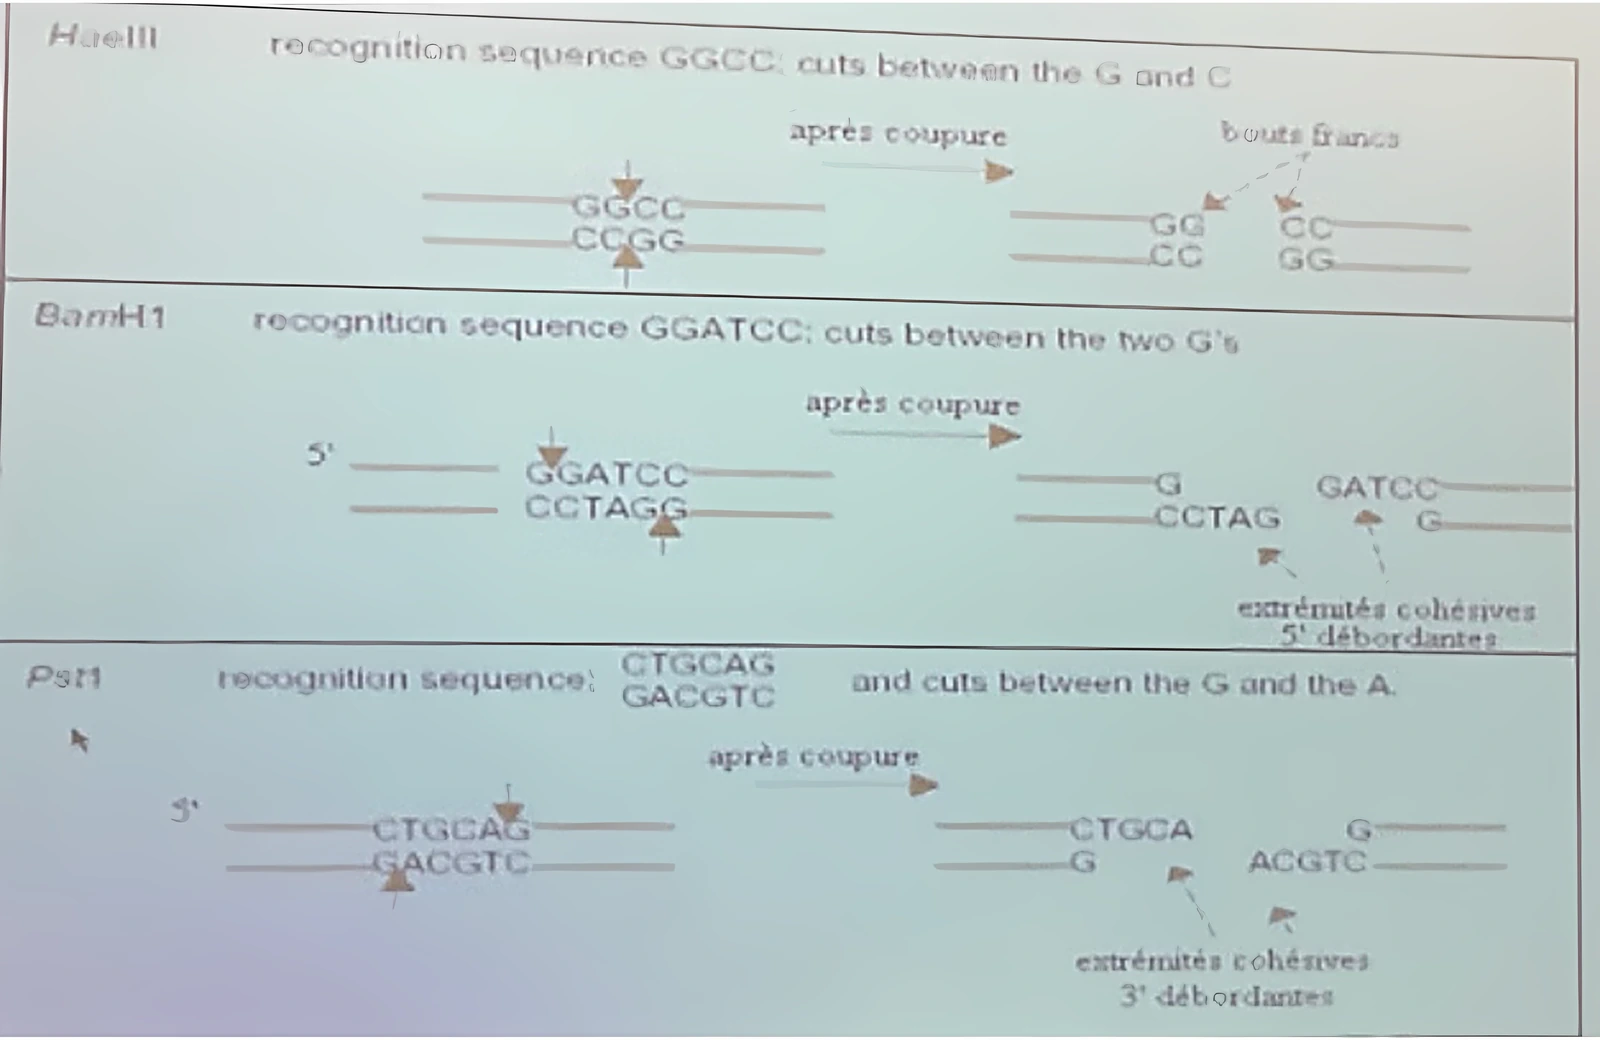 HaeIII recognition sequence GGCC; cuts between the G and C
après coupure bouts francs
GGCC GG CC
CCGG CC GG
BamH1 recognition sequence GGATCC; cuts between the two G's
après coupure
5' GGATCC G GATCC
CCTAGG CCTAG G
extrémités cohésives
5' débordantes
Pst1 recognition sequence: CTGCAG and cuts between the G and the A.
GACGTC
après coupure
5' CTGCAG CTGCA G
GACGTC G ACGTC
extrémités cohésives
3' débordantes